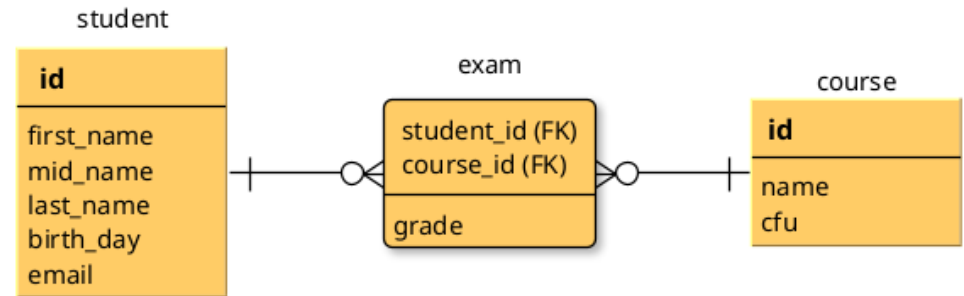 student
id
first_name
mid_name
last_name
birth_day
email
exam
student_id (FK)
course_id (FK)
grade
course
id
name
cfu